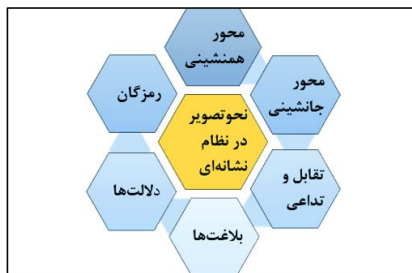 محور
همنشینی
محور
جانشینی
تقابل و
تداعی
بلاغت‌ها
دلالت‌ها
رمزگان
نحوتصویر
در نظام
نشانه‌ای